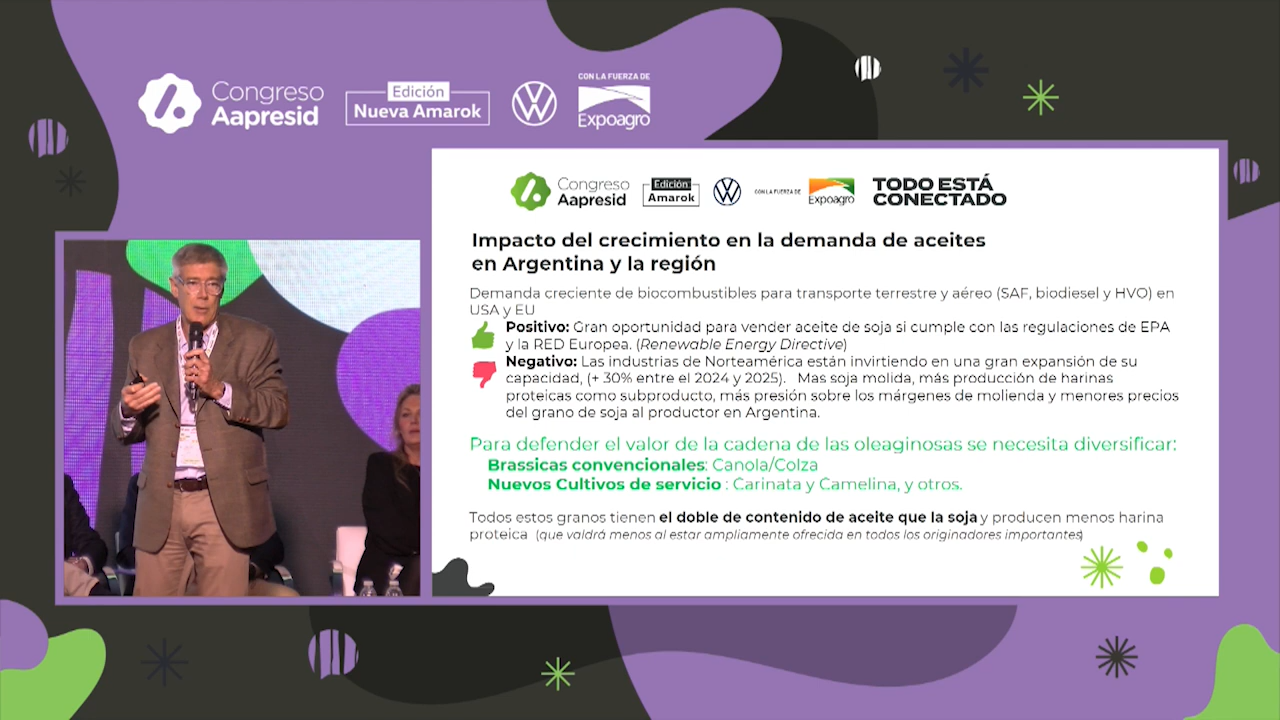 Congreso
Aapresid
Edición
Nueva Amarok
CON LA FUERZA DE
Expoagro
Congreso
Aapresid
Edición
Amarok
CON LA FUERZA DE
Expoagro
TODO ESTÁ
CONECTADO
Impacto del crecimiento en la demanda de aceites
en Argentina y la región
Demanda creciente de biocombustibles para transporte terrestre y aéreo (SAF, biodiesel y HVO) en
USA y EU
Positivo: Gran oportunidad para vender aceite de soja si cumple con las regulaciones de EPA
y la RED Europea. (Renewable Energy Directive)
Negativo: Las industrias de Norteamérica están invirtiendo en una gran expansión de su
capacidad, (+ 30% entre el 2024 y 2025). Mas soja molida, más producción de harinas
proteicas como subproducto, más presión sobre los márgenes de molienda y menores precios
del grano de soja al productor en Argentina.
Para defender el valor de la cadena de las oleaginosas se necesita diversificar:
Brassicas convencionales: Canola/Colza
Nuevos Cultivos de servicio : Carinata y Camelina, y otros.
Todos estos granos tienen el doble de contenido de aceite que la soja y producen menos harina
proteica (que valdrá menos al estar ampliamente ofrecida en todos los originadores importantes)